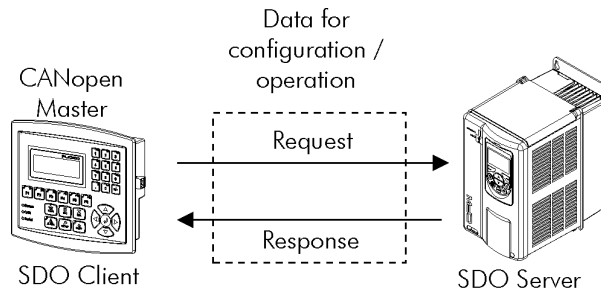 Data for
configuration /
operation
CANopen
Master
Request
Response
SDO Client
SDO Server